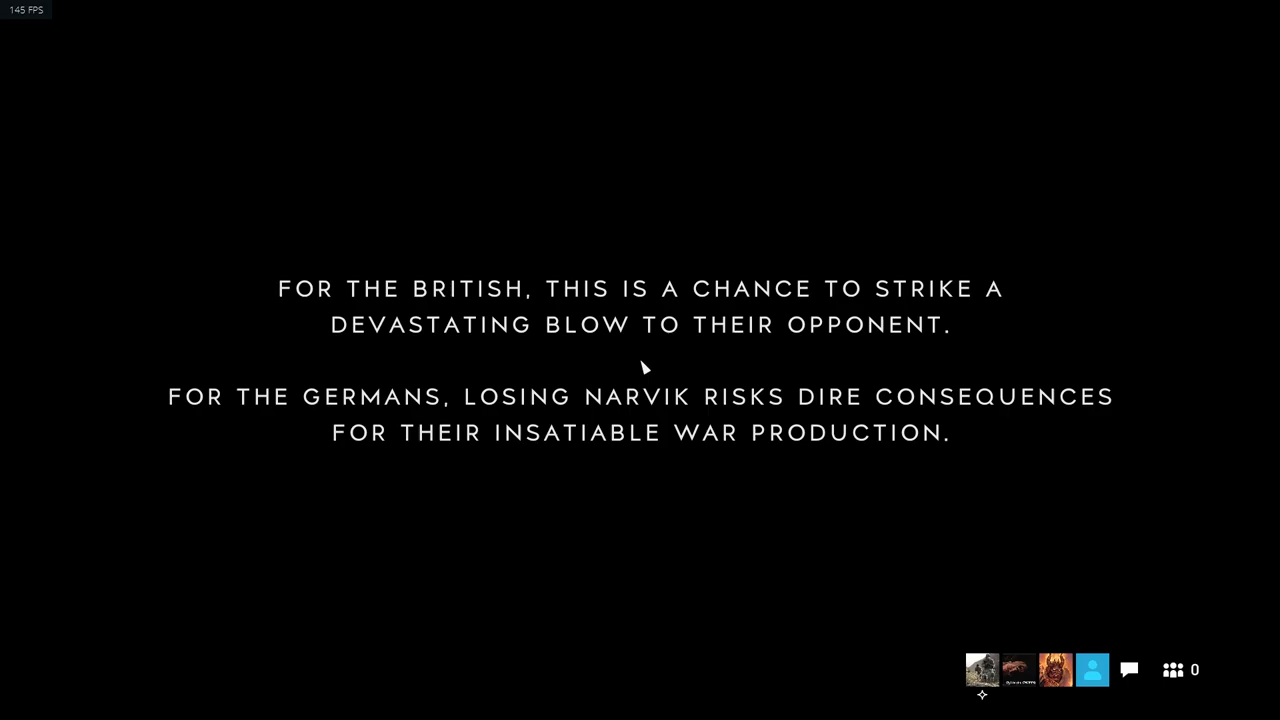 145 FPS
FOR THE BRITISH, THIS IS A CHANCE TO STRIKE A
DEVASTATING BLOW TO THEIR OPPONENT.
FOR THE GERMANS, LOSING NARVIK RISKS DIRE CONSEQUENCES
FOR THEIR INSATIABLE WAR PRODUCTION.
0